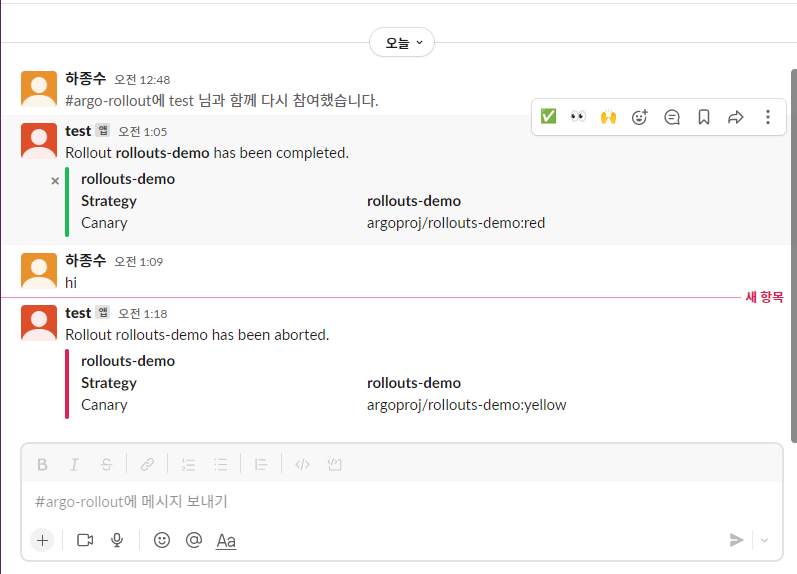 오늘
하종수 오전 12:48
#argo-rollout에 test 님과 함께 다시 참여했습니다.
test 앱 오전 1:05
Rollout rollouts-demo has been completed.
rollouts-demo
Strategy rollouts-demo
Canary argoproj/rollouts-demo:red
하종수 오전 1:09
hi
새 항목
test 앱 오전 1:18
Rollout rollouts-demo has been aborted.
rollouts-demo
Strategy rollouts-demo
Canary argoproj/rollouts-demo:yellow
B I S
#argo-rollout에 메시지 보내기
Aa